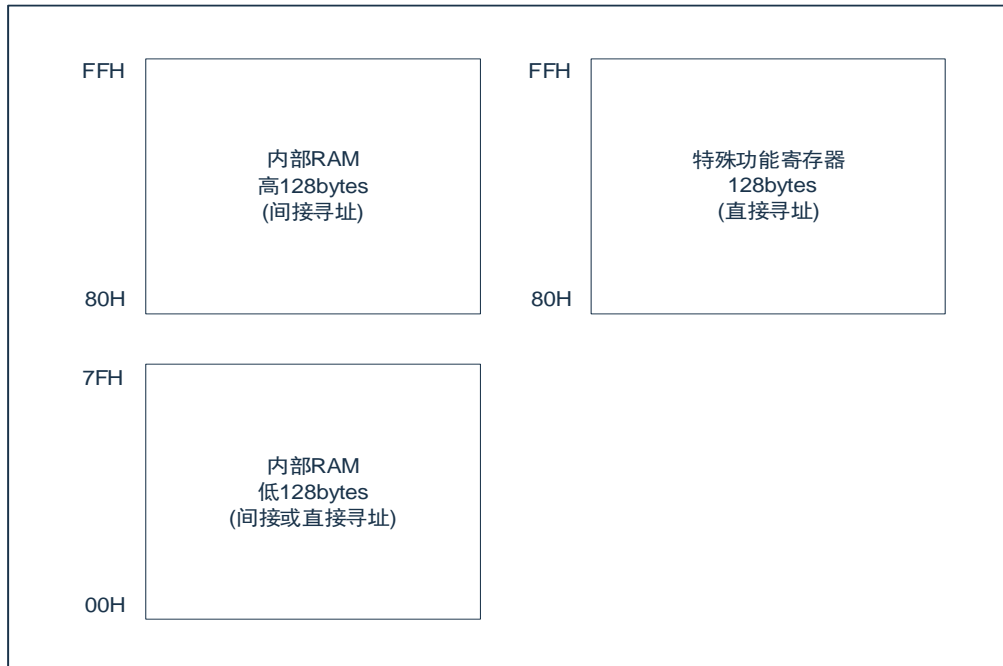 FFH
内部RAM
高128bytes
(间接寻址)
80H
FFH
特殊功能寄存器
128bytes
(直接寻址)
80H
7FH
内部RAM
低128bytes
(间接或直接寻址)
00H